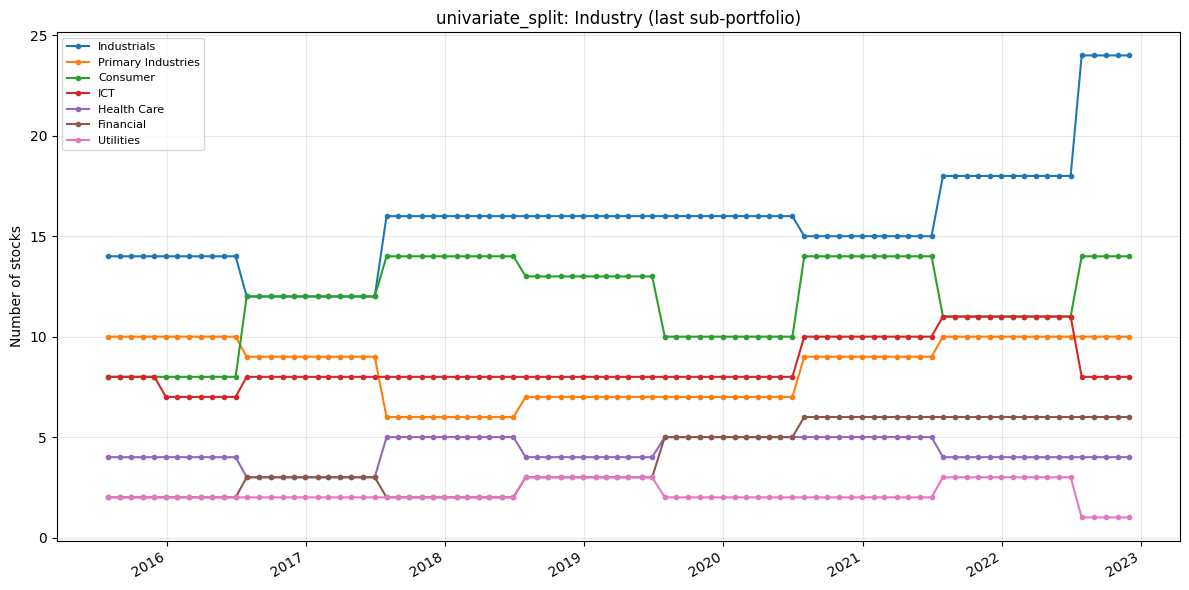 univariate_split: Industry (last sub-portfolio)
Industrials
Primary Industries
Consumer
ICT
Health Care
Financial
Utilities
Number of stocks
25
20
15
10
5
0
2016
2017
2018
2019
2020
2021
2022
2023